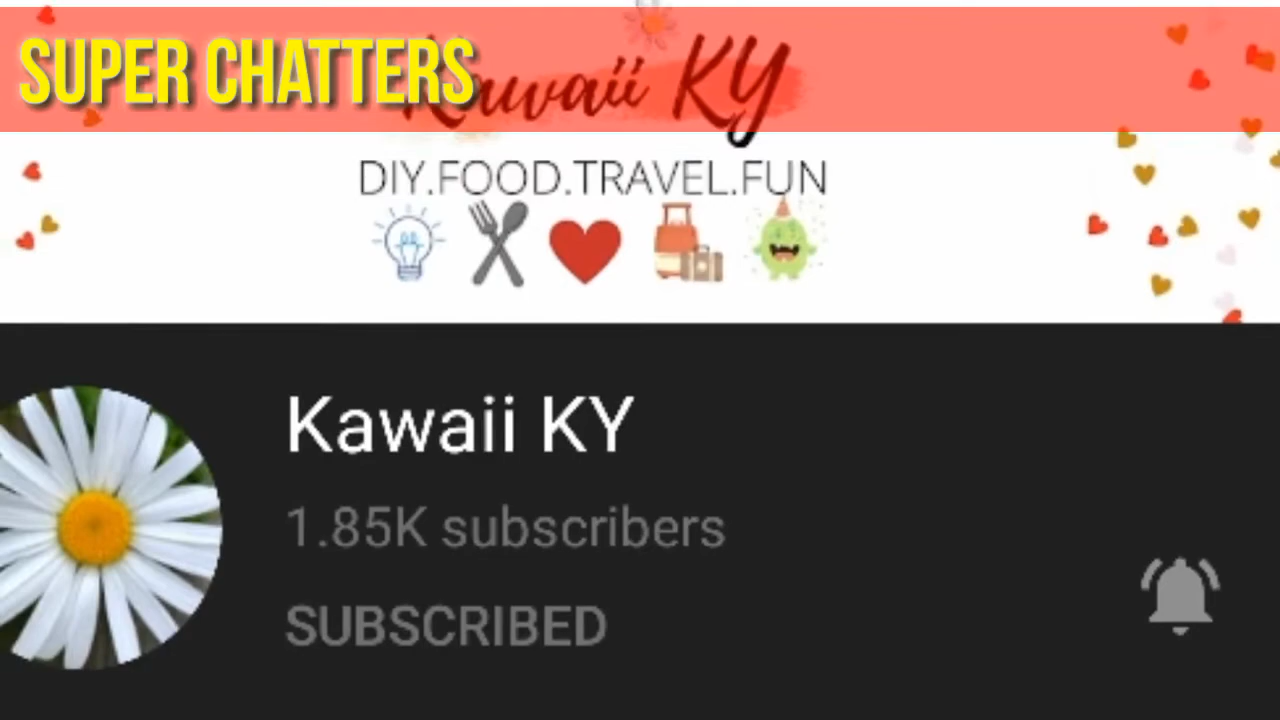 SUPER CHATTERS
Kawaii KY
DIY.FOOD.TRAVEL.FUN
Kawaii KY
1.85K subscribers
SUBSCRIBED